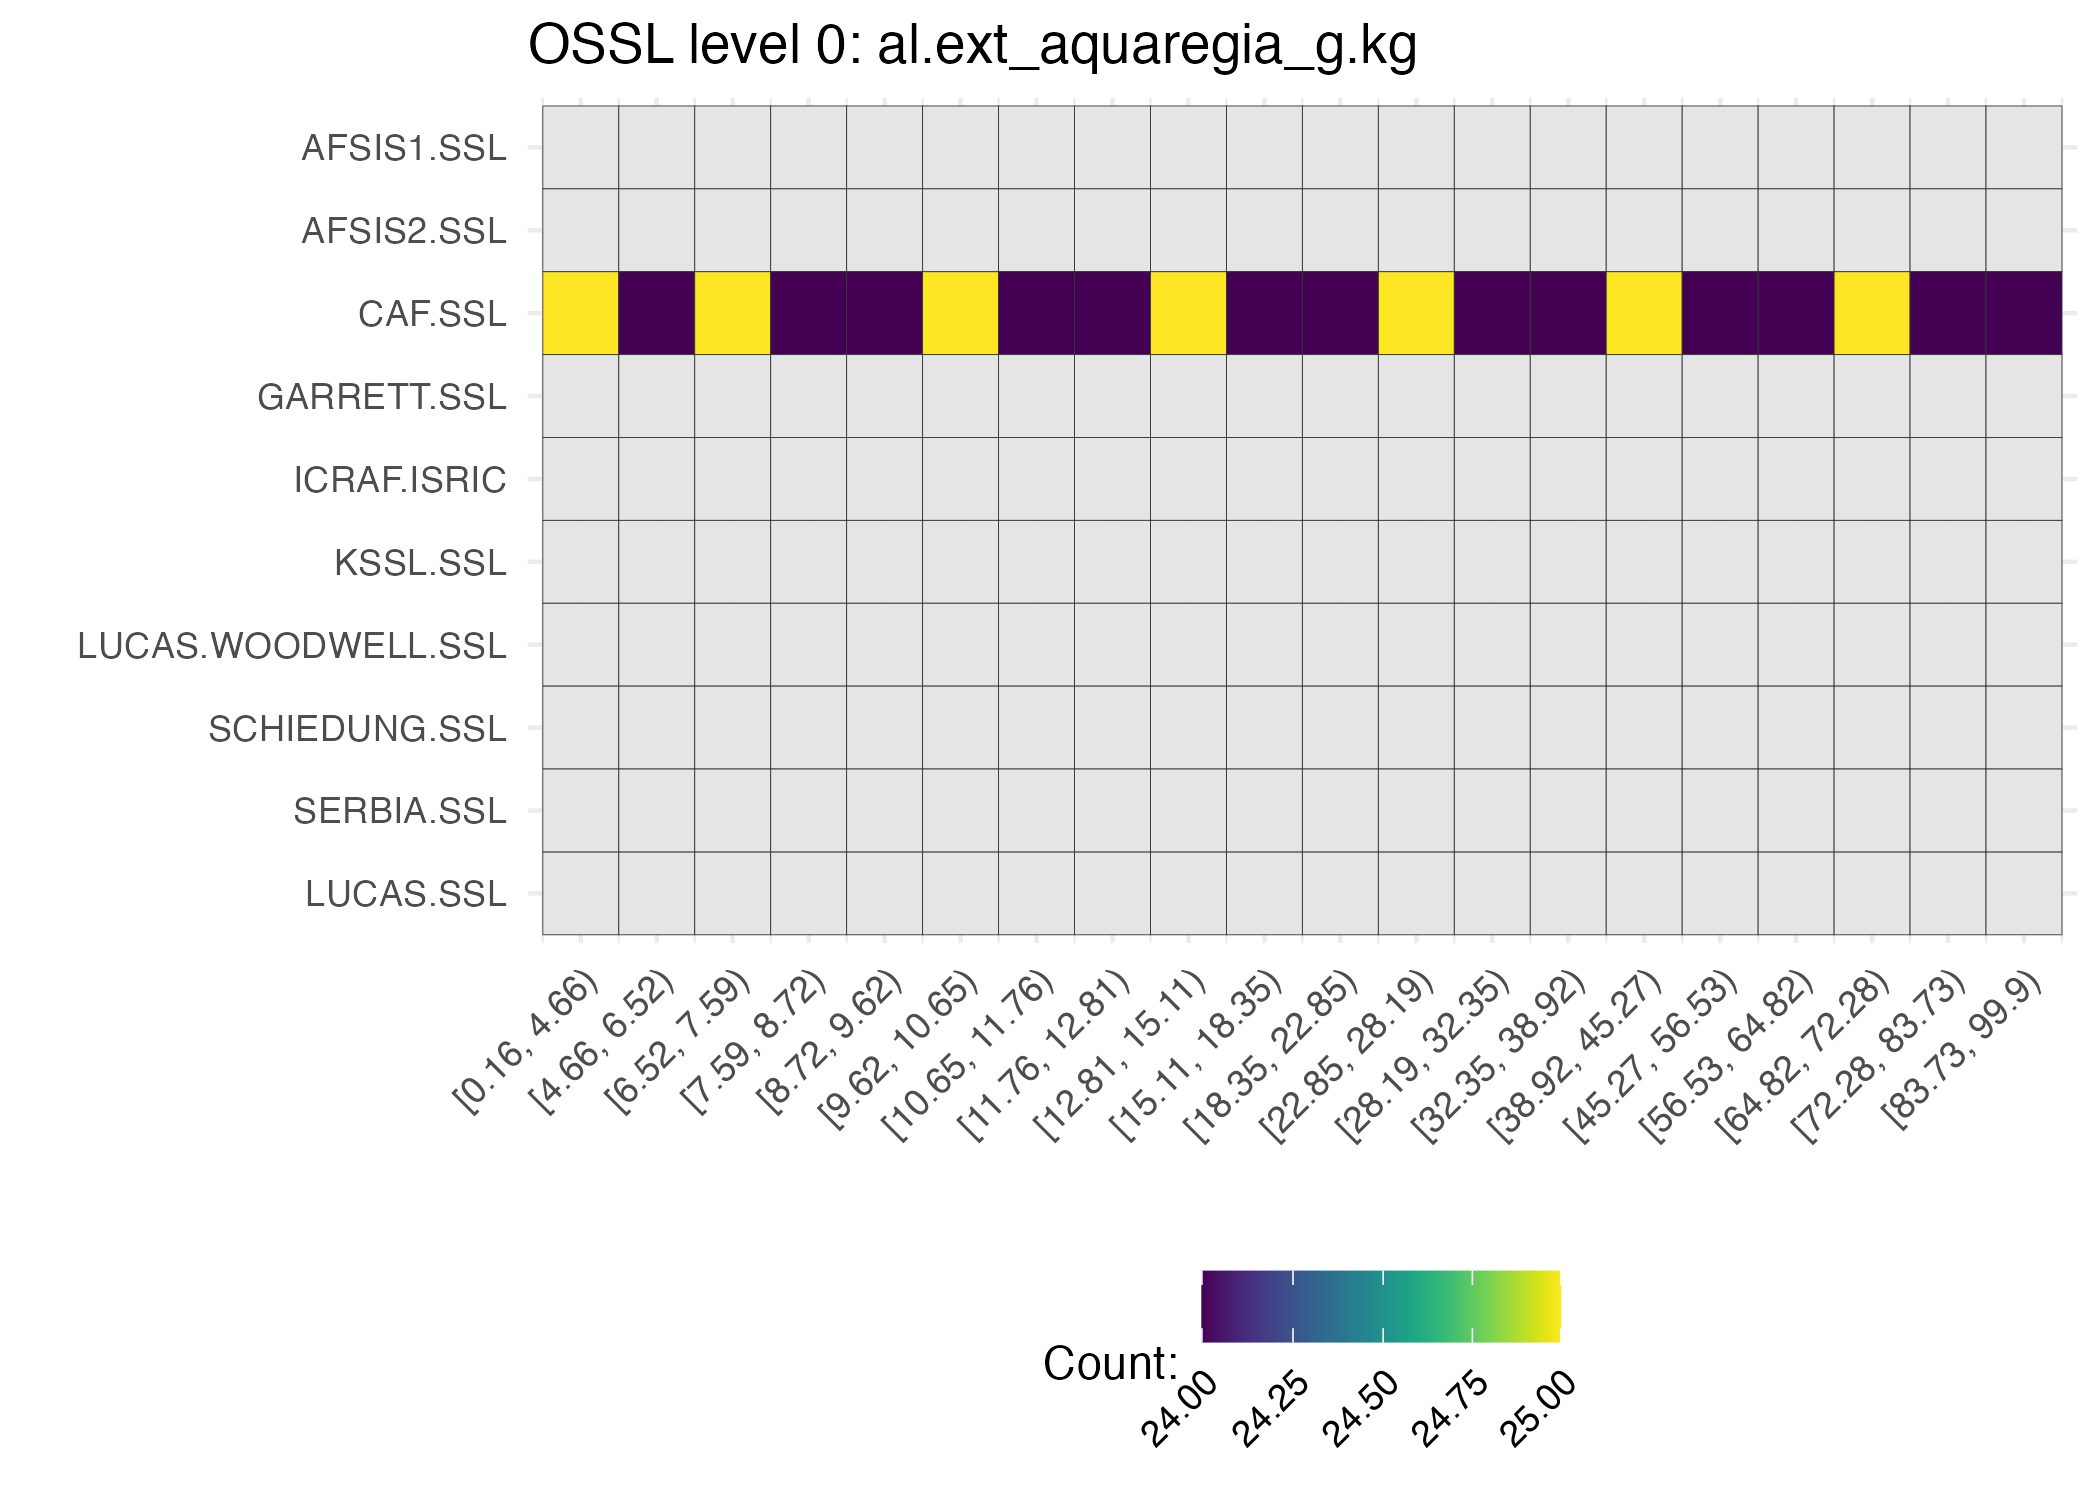 OSSL level 0: al.ext_aquaregia_g.kg
AFSIS1.SSL
AFSIS2.SSL
CAF.SSL
GARRETT.SSL
ICRAF.ISRIC
KSSL.SSL
LUCAS.WOODWELL.SSL
SCHIEDUNG.SSL
SERBIA.SSL
LUCAS.SSL
[0.16, 4.66)
[4.66, 6.52)
[6.52, 7.59)
[7.59, 8.72)
[8.72, 9.62)
[9.62, 10.65)
[10.65, 11.76)
[11.76, 12.81)
[12.81, 15.11)
[15.11, 18.35)
[18.35, 22.85)
[22.85, 28.19)
[28.19, 32.35)
[32.35, 38.92)
[38.92, 45.27)
[45.27, 56.53)
[56.53, 64.82)
[64.82, 72.28)
[72.28, 83.73)
[83.73, 99.9)
Count:
24.00
24.25
24.50
24.75
25.00